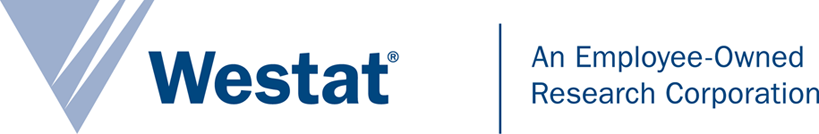 Westat®
An Employee-Owned
Research Corporation